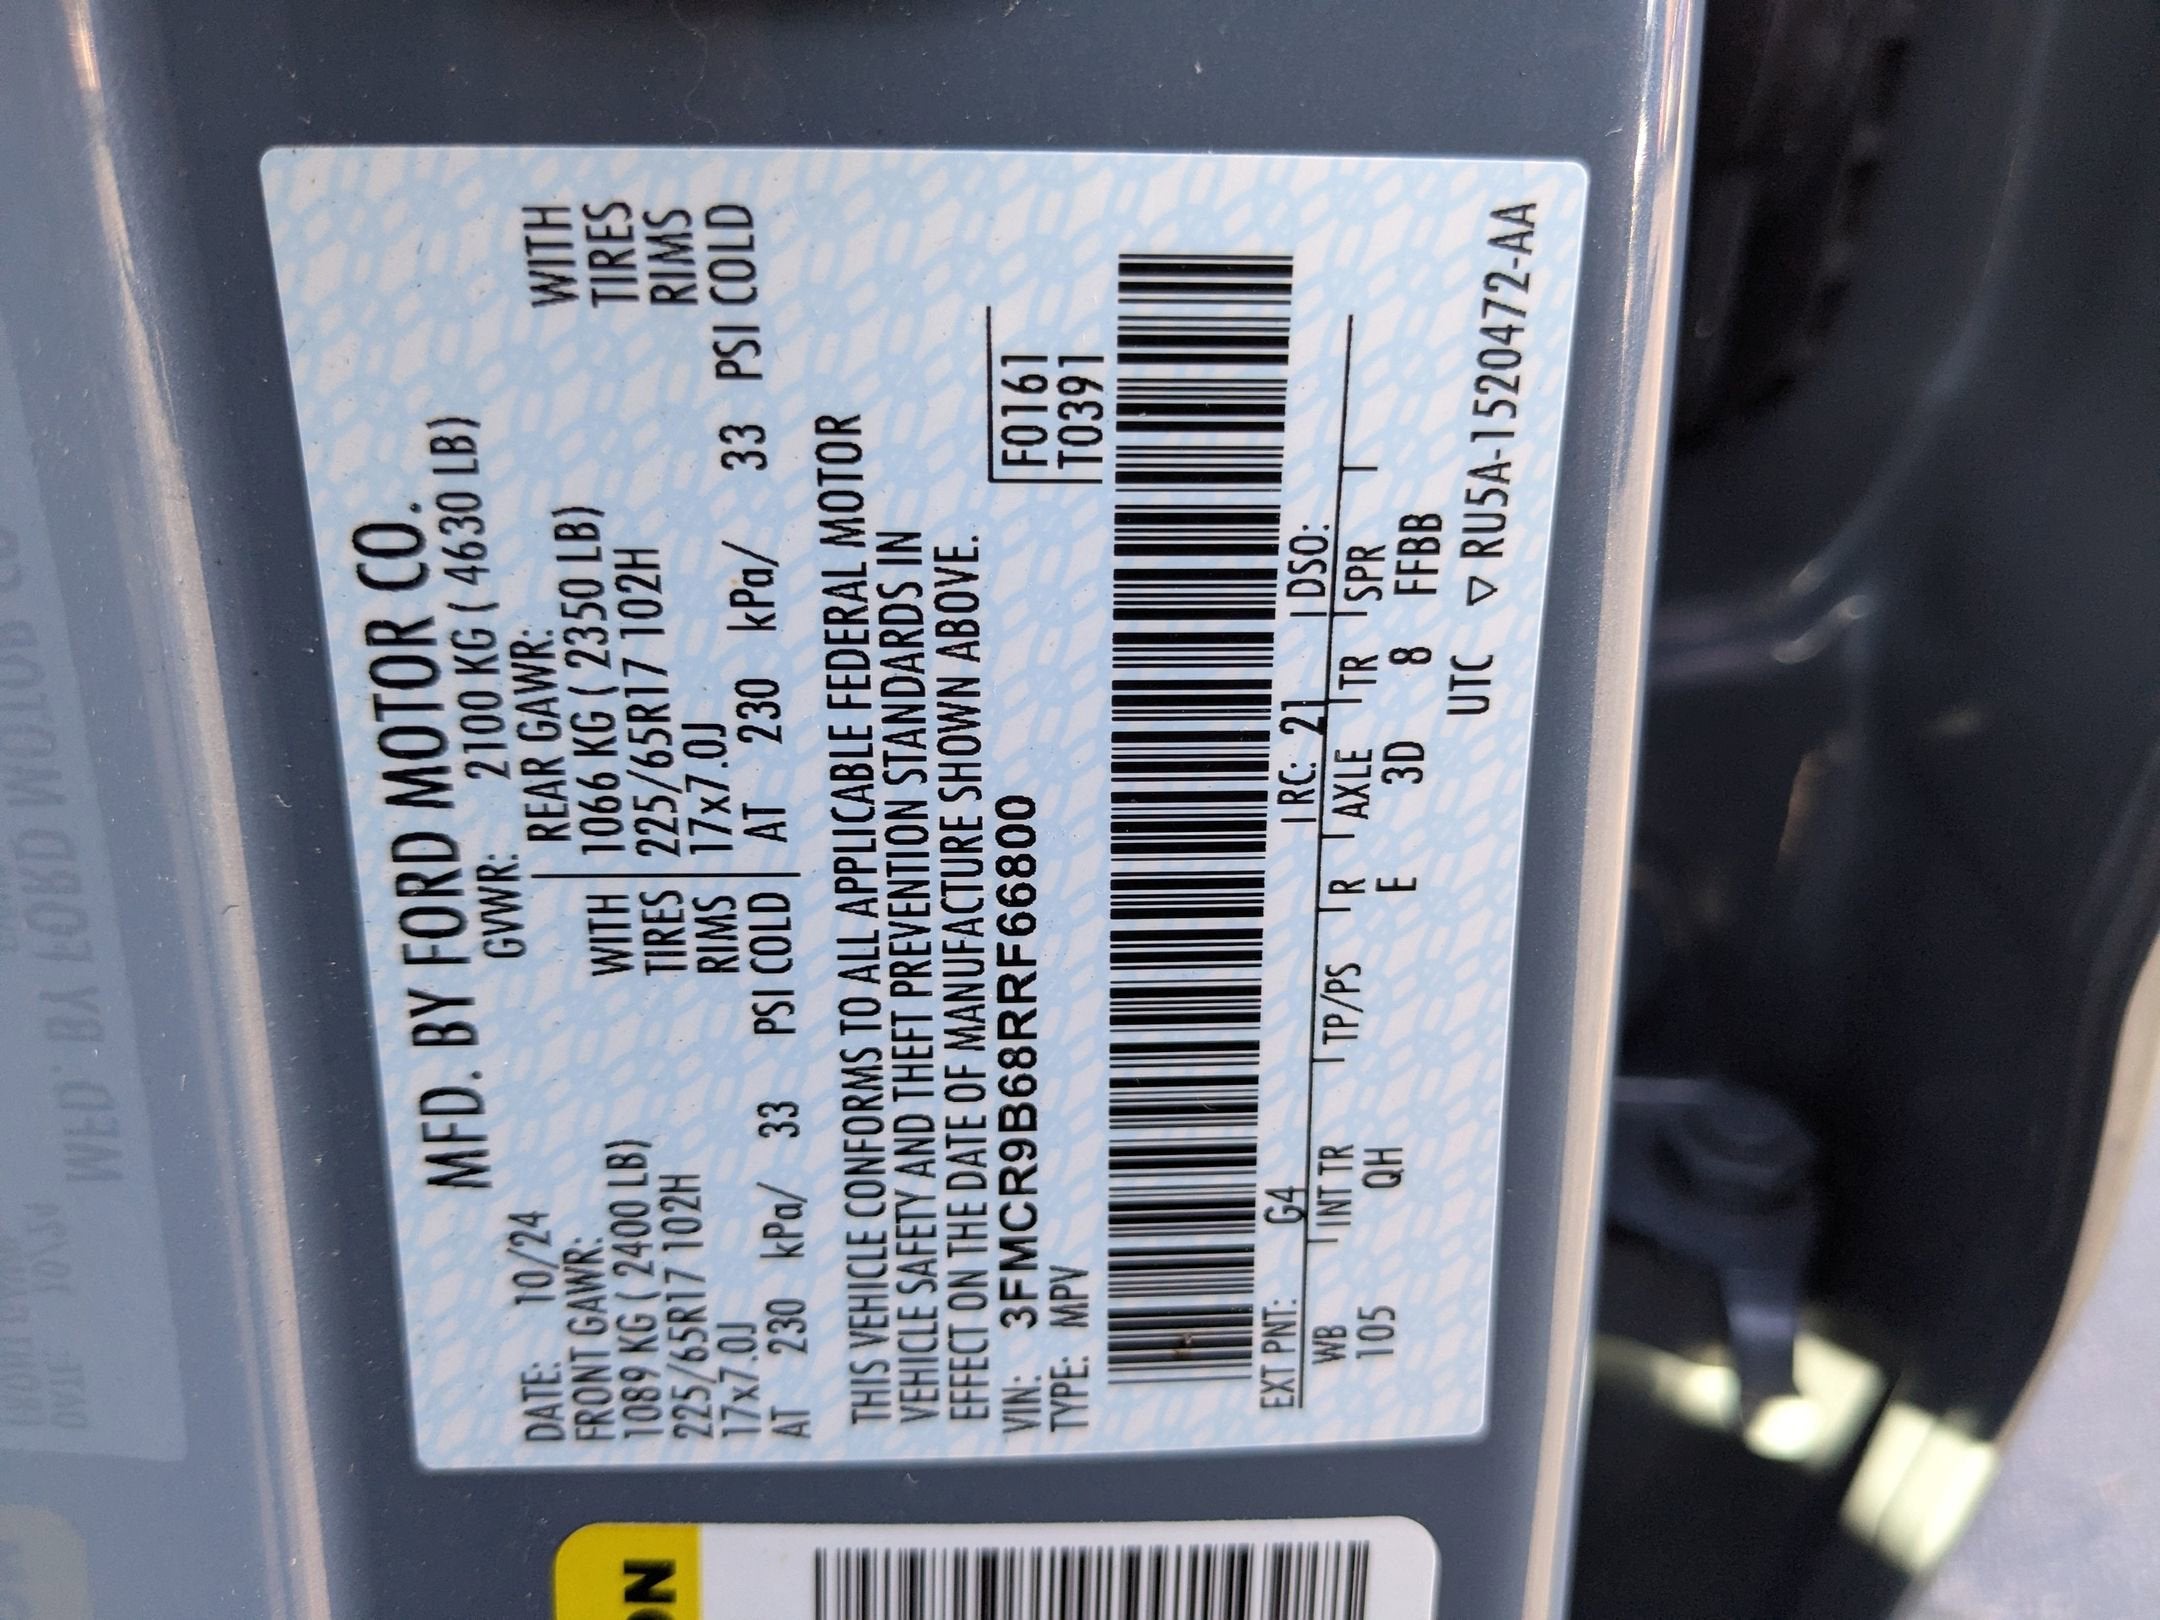 MFD. BY FORD MOTOR CO.
DATE: 10/24 GVWR: 2100 KG ( 4630 LB)
FRONT GAWR: REAR GAWR:
1089 KG ( 2400 LB) WITH 1066 KG ( 2350 LB) WITH
225/65R17 102H TIRES 225/65R17 102H TIRES
17x7.0J RIMS 17x7.0J RIMS
AT 230 kPa/ 33 PSI COLD AT 230 kPa/ 33 PSI COLD
THIS VEHICLE CONFORMS TO ALL APPLICABLE FEDERAL MOTOR
VEHICLE SAFETY AND THEFT PREVENTION STANDARDS IN
EFFECT ON THE DATE OF MANUFACTURE SHOWN ABOVE.
VIN: 3FMCR9B68RRF66800 F0161
TYPE: MPV T0391
EXT PNT: G4 RC: 21 DSO:
WB INT TR TP/PS R AXLE TR SPR
105 QH E 3D 8 FFBB
UTC ▽ RU5A-1520472-AA
ON